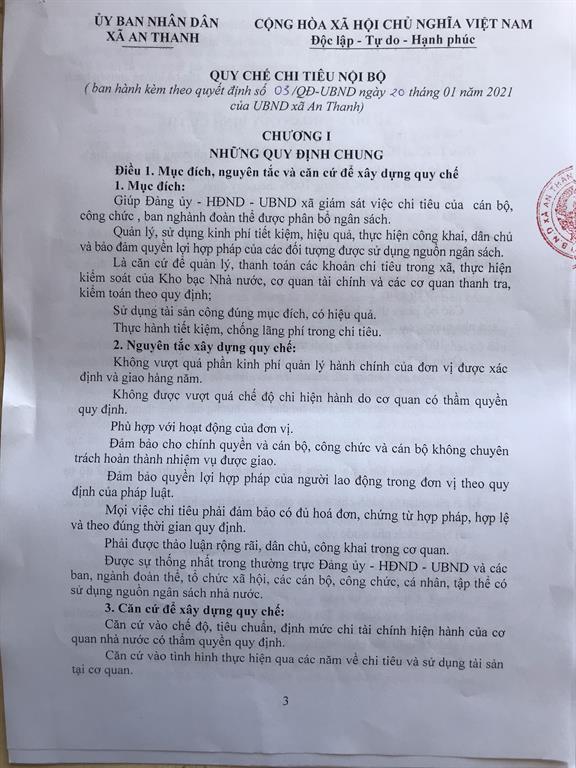 ỦY BAN NHÂN DÂN
XÃ AN THANH
CỘNG HÒA XÃ HỘI CHỦ NGHĨA VIỆT NAM
Độc lập - Tự do - Hạnh phúc
QUY CHẾ CHI TIÊU NỘI BỘ
( ban hành kèm theo quyết định số 03/QĐ-UBND ngày 20 tháng 01 năm 2021
của UBND xã An Thanh)
CHƯƠNG I
NHỮNG QUY ĐỊNH CHUNG
Điều 1. Mục đích, nguyên tắc và căn cứ để xây dựng quy chế
1. Mục đích:
Giúp Đảng ủy - HĐND - UBND xã giám sát việc chi tiêu của cán bộ,
công chức , ban nghành đoàn thể được phân bổ ngân sách.
Quản lý, sử dụng kinh phí tiết kiệm, hiệu quả, thực hiện công khai, dân chủ
và bảo đảm quyền lợi hợp pháp của các đối tượng được sử dụng nguồn ngân sách.
Là căn cứ để quản lý, thanh toán các khoản chi tiêu trong xã, thực hiện
kiểm soát của Kho bạc Nhà nước, cơ quan tài chính và các cơ quan thanh tra,
kiểm toán theo quy định;
Sử dụng tài sản công đúng mục đích, có hiệu quả.
Thực hành tiết kiệm, chống lãng phí trong chi tiêu.
2. Nguyên tắc xây dựng quy chế:
Không vượt quá phần kinh phí quản lý hành chính của đơn vị được xác
định và giao hàng năm.
Không được vượt quá chế độ chi hiện hành do cơ quan có thẩm quyền
quy định.
Phù hợp với hoạt động của đơn vị.
Đảm bảo cho chính quyền và cán bộ, công chức và cán bộ không chuyên
trách hoàn thành nhiệm vụ được giao.
Đảm bảo quyền lợi hợp pháp của người lao động trong đơn vị theo quy
định của pháp luật.
Mọi việc chi tiêu phải đảm bảo có đủ hoá đơn, chứng từ hợp pháp, hợp lệ
và theo đúng thời gian quy định.
Phải được thảo luận rộng rãi, dân chủ, công khai trong cơ quan.
Được sự thống nhất trong thường trực Đảng ủy - HĐND - UBND và các
ban, ngành đoàn thể, tổ chức xã hội, các cán bộ, công chức, cá nhân, tập thể có
sử dụng nguồn ngân sách nhà nước.
3. Căn cứ để xây dựng quy chế:
Căn cứ vào chế độ, tiêu chuẩn, định mức chi tài chính hiện hành của cơ
quan nhà nước có thẩm quyền quy định.
Căn cứ vào tình hình thực hiện qua các năm về chi tiêu và sử dụng tài sản
tại cơ quan.
3